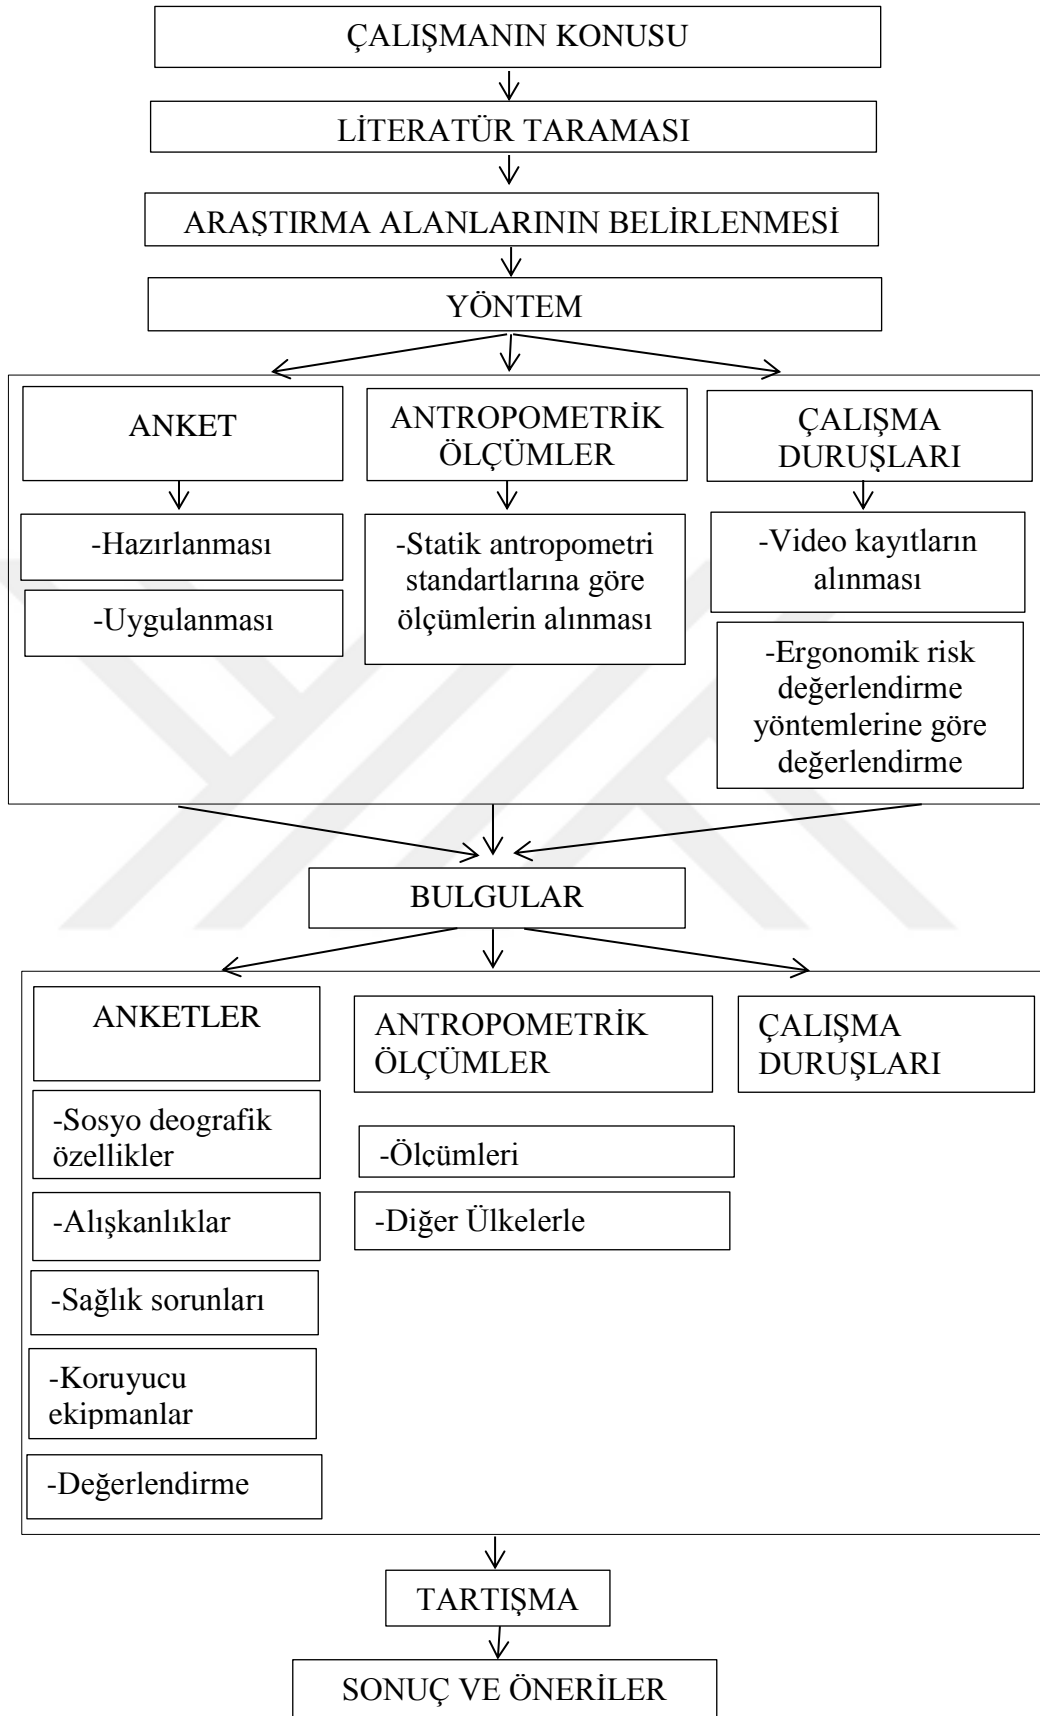 ÇALIŞMANIN KONUSU
LİTERATÜR TARAMASI
ARAŞTIRMA ALANLARININ BELİRLENMESİ
YÖNTEM
ANKET
-Hazırlanması
-Uygulanması
ANTROPOMETRİK
ÖLÇÜMLER
-Statik antropometri
standartlarına göre
ölçümlerin alınması
ÇALIŞMA
DURUŞLARI
-Video kayıtların
alınması
-Ergonomik risk
değerlendirme
yöntemlerine göre
değerlendirme
BULGULAR
ANKETLER
-Sosyo deografik
özellikler
-Alışkanlıklar
-Sağlık sorunları
-Koruyucu
ekipmanlar
-Değerlendirme
ANTROPOMETRİK
ÖLÇÜMLER
-Ölçümleri
-Diğer Ülkelerle
ÇALIŞMA
DURUŞLARI
TARTIŞMA
SONUÇ VE ÖNERİLER